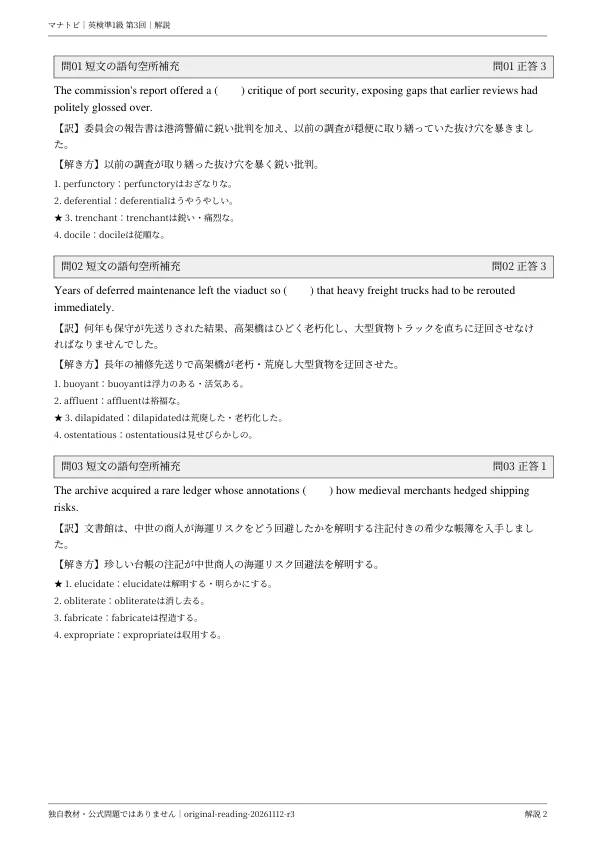 マナトビ｜英検準1級 第3回｜解説
問01 短文の語句空所補充 問01 正答 3
The commission's report offered a (　　) critique of port security, exposing gaps that earlier reviews had
politely glossed over.
【訳】委員会の報告書は港湾警備に鋭い批判を加え、以前の調査が穏便に取り繕っていた抜け穴を暴きまし
た。
【解き方】以前の調査が取り繕った抜け穴を暴く鋭い批判。
1. perfunctory：perfunctoryはおざなりな。
2. deferential：deferentialはうやうやしい。
★ 3. trenchant：trenchantは鋭い・痛烈な。
4. docile：docileは従順な。
問02 短文の語句空所補充 問02 正答 3
Years of deferred maintenance left the viaduct so (　　) that heavy freight trucks had to be rerouted
immediately.
【訳】何年も保守が先送りされた結果、高架橋はひどく老朽化し、大型貨物トラックを直ちに迂回させなけ
ればなりませんでした。
【解き方】長年の補修先送りで高架橋が老朽・荒廃し大型貨物を迂回させた。
1. buoyant：buoyantは浮力のある・活気ある。
2. affluent：affluentは裕福な。
★ 3. dilapidated：dilapidatedは荒廃した・老朽化した。
4. ostentatious：ostentatiousは見せびらかしの。
問03 短文の語句空所補充 問03 正答 1
The archive acquired a rare ledger whose annotations (　　) how medieval merchants hedged shipping
risks.
【訳】文書館は、中世の商人が海運リスクをどう回避したかを解明する注記付きの希少な帳簿を入手しまし
た。
【解き方】珍しい台帳の注記が中世商人の海運リスク回避法を解明する。
★ 1. elucidate：elucidateは解明する・明らかにする。
2. obliterate：obliterateは消し去る。
3. fabricate：fabricateは捏造する。
4. expropriate：expropriateは収用する。
独自教材・公式問題ではありません｜original-reading-20261112-r3 解説 2